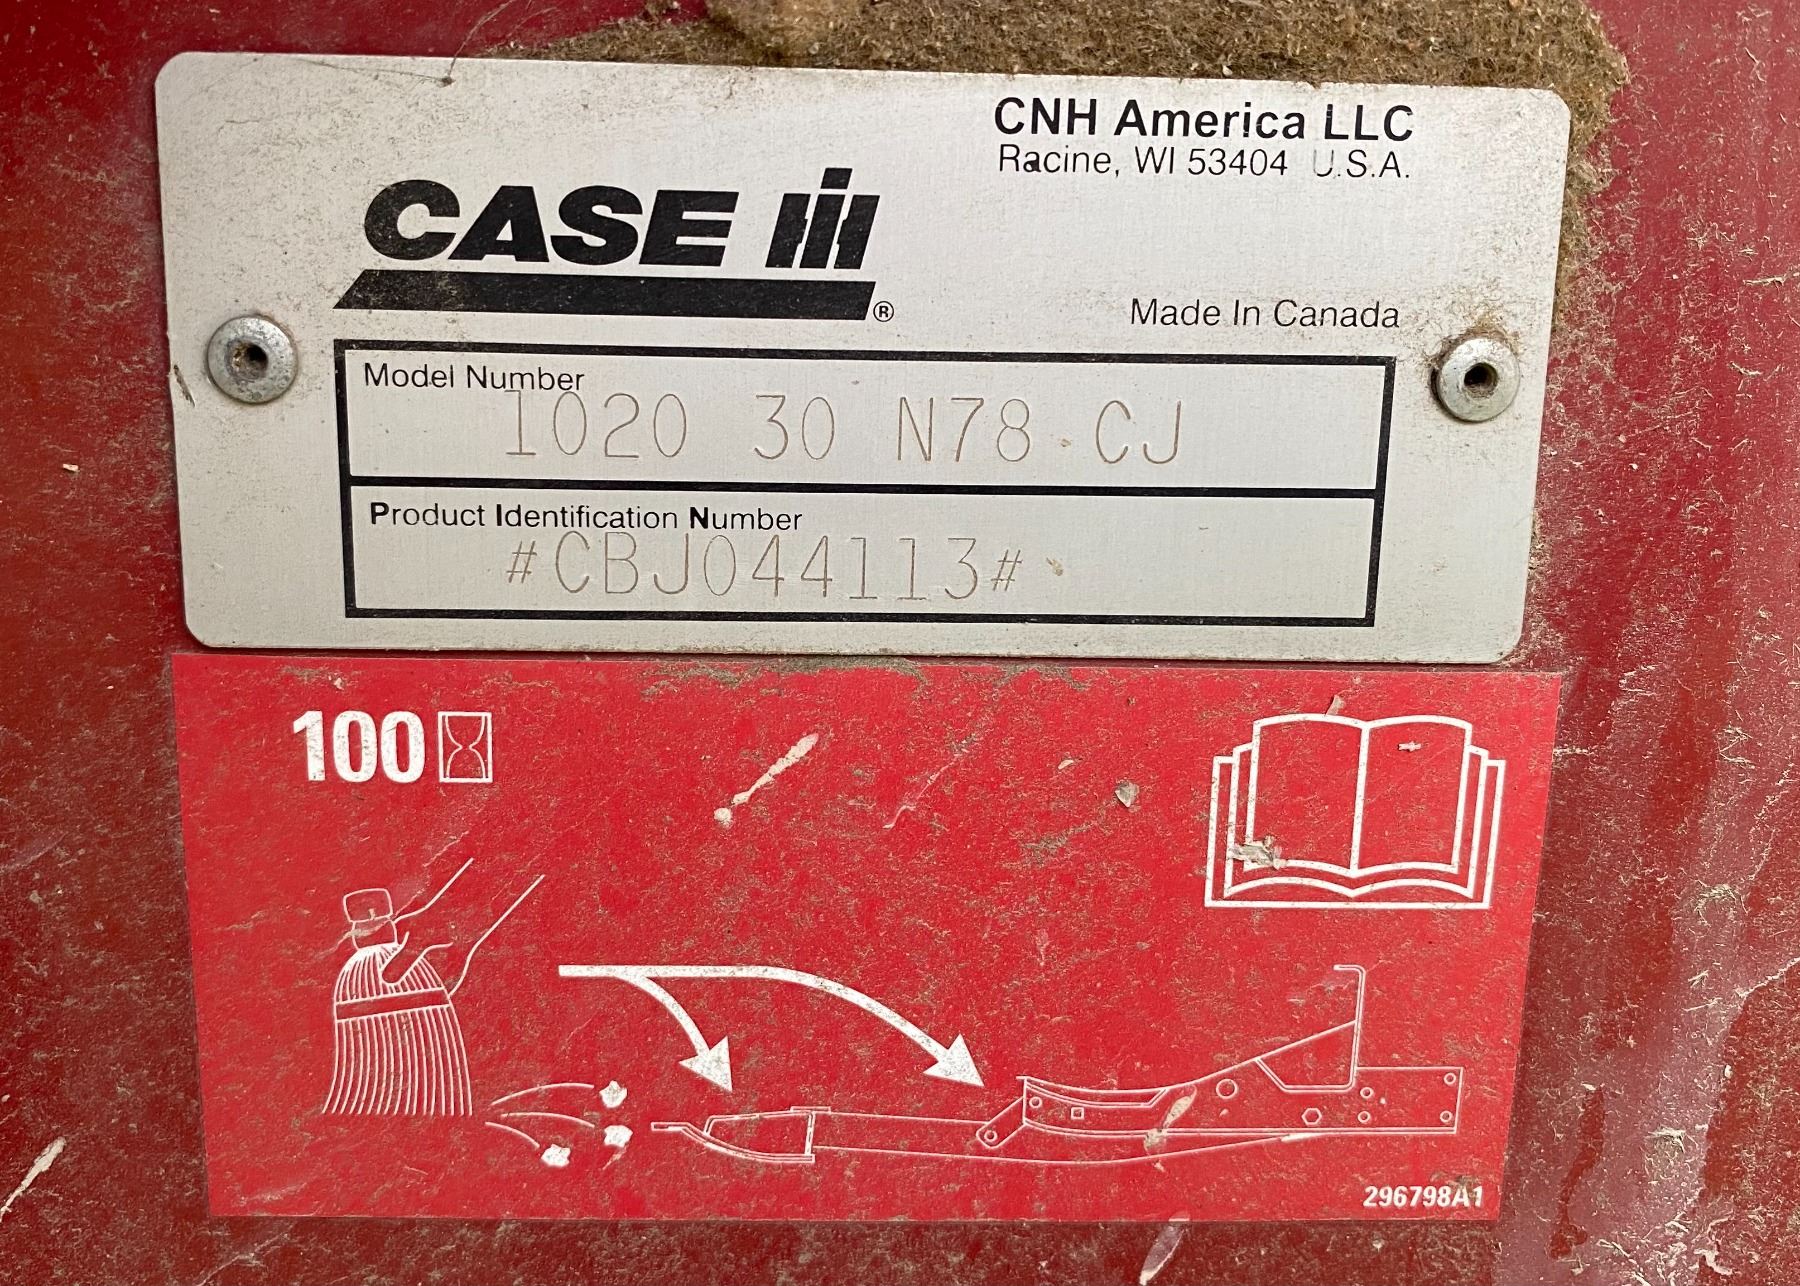 CNH America LLC
Racine, WI 53404 U.S.A.
CASE IH
®
Made In Canada
Model Number
1020 30 N78 CJ
Product Identification Number
#CBJ044113#
100
296798A1